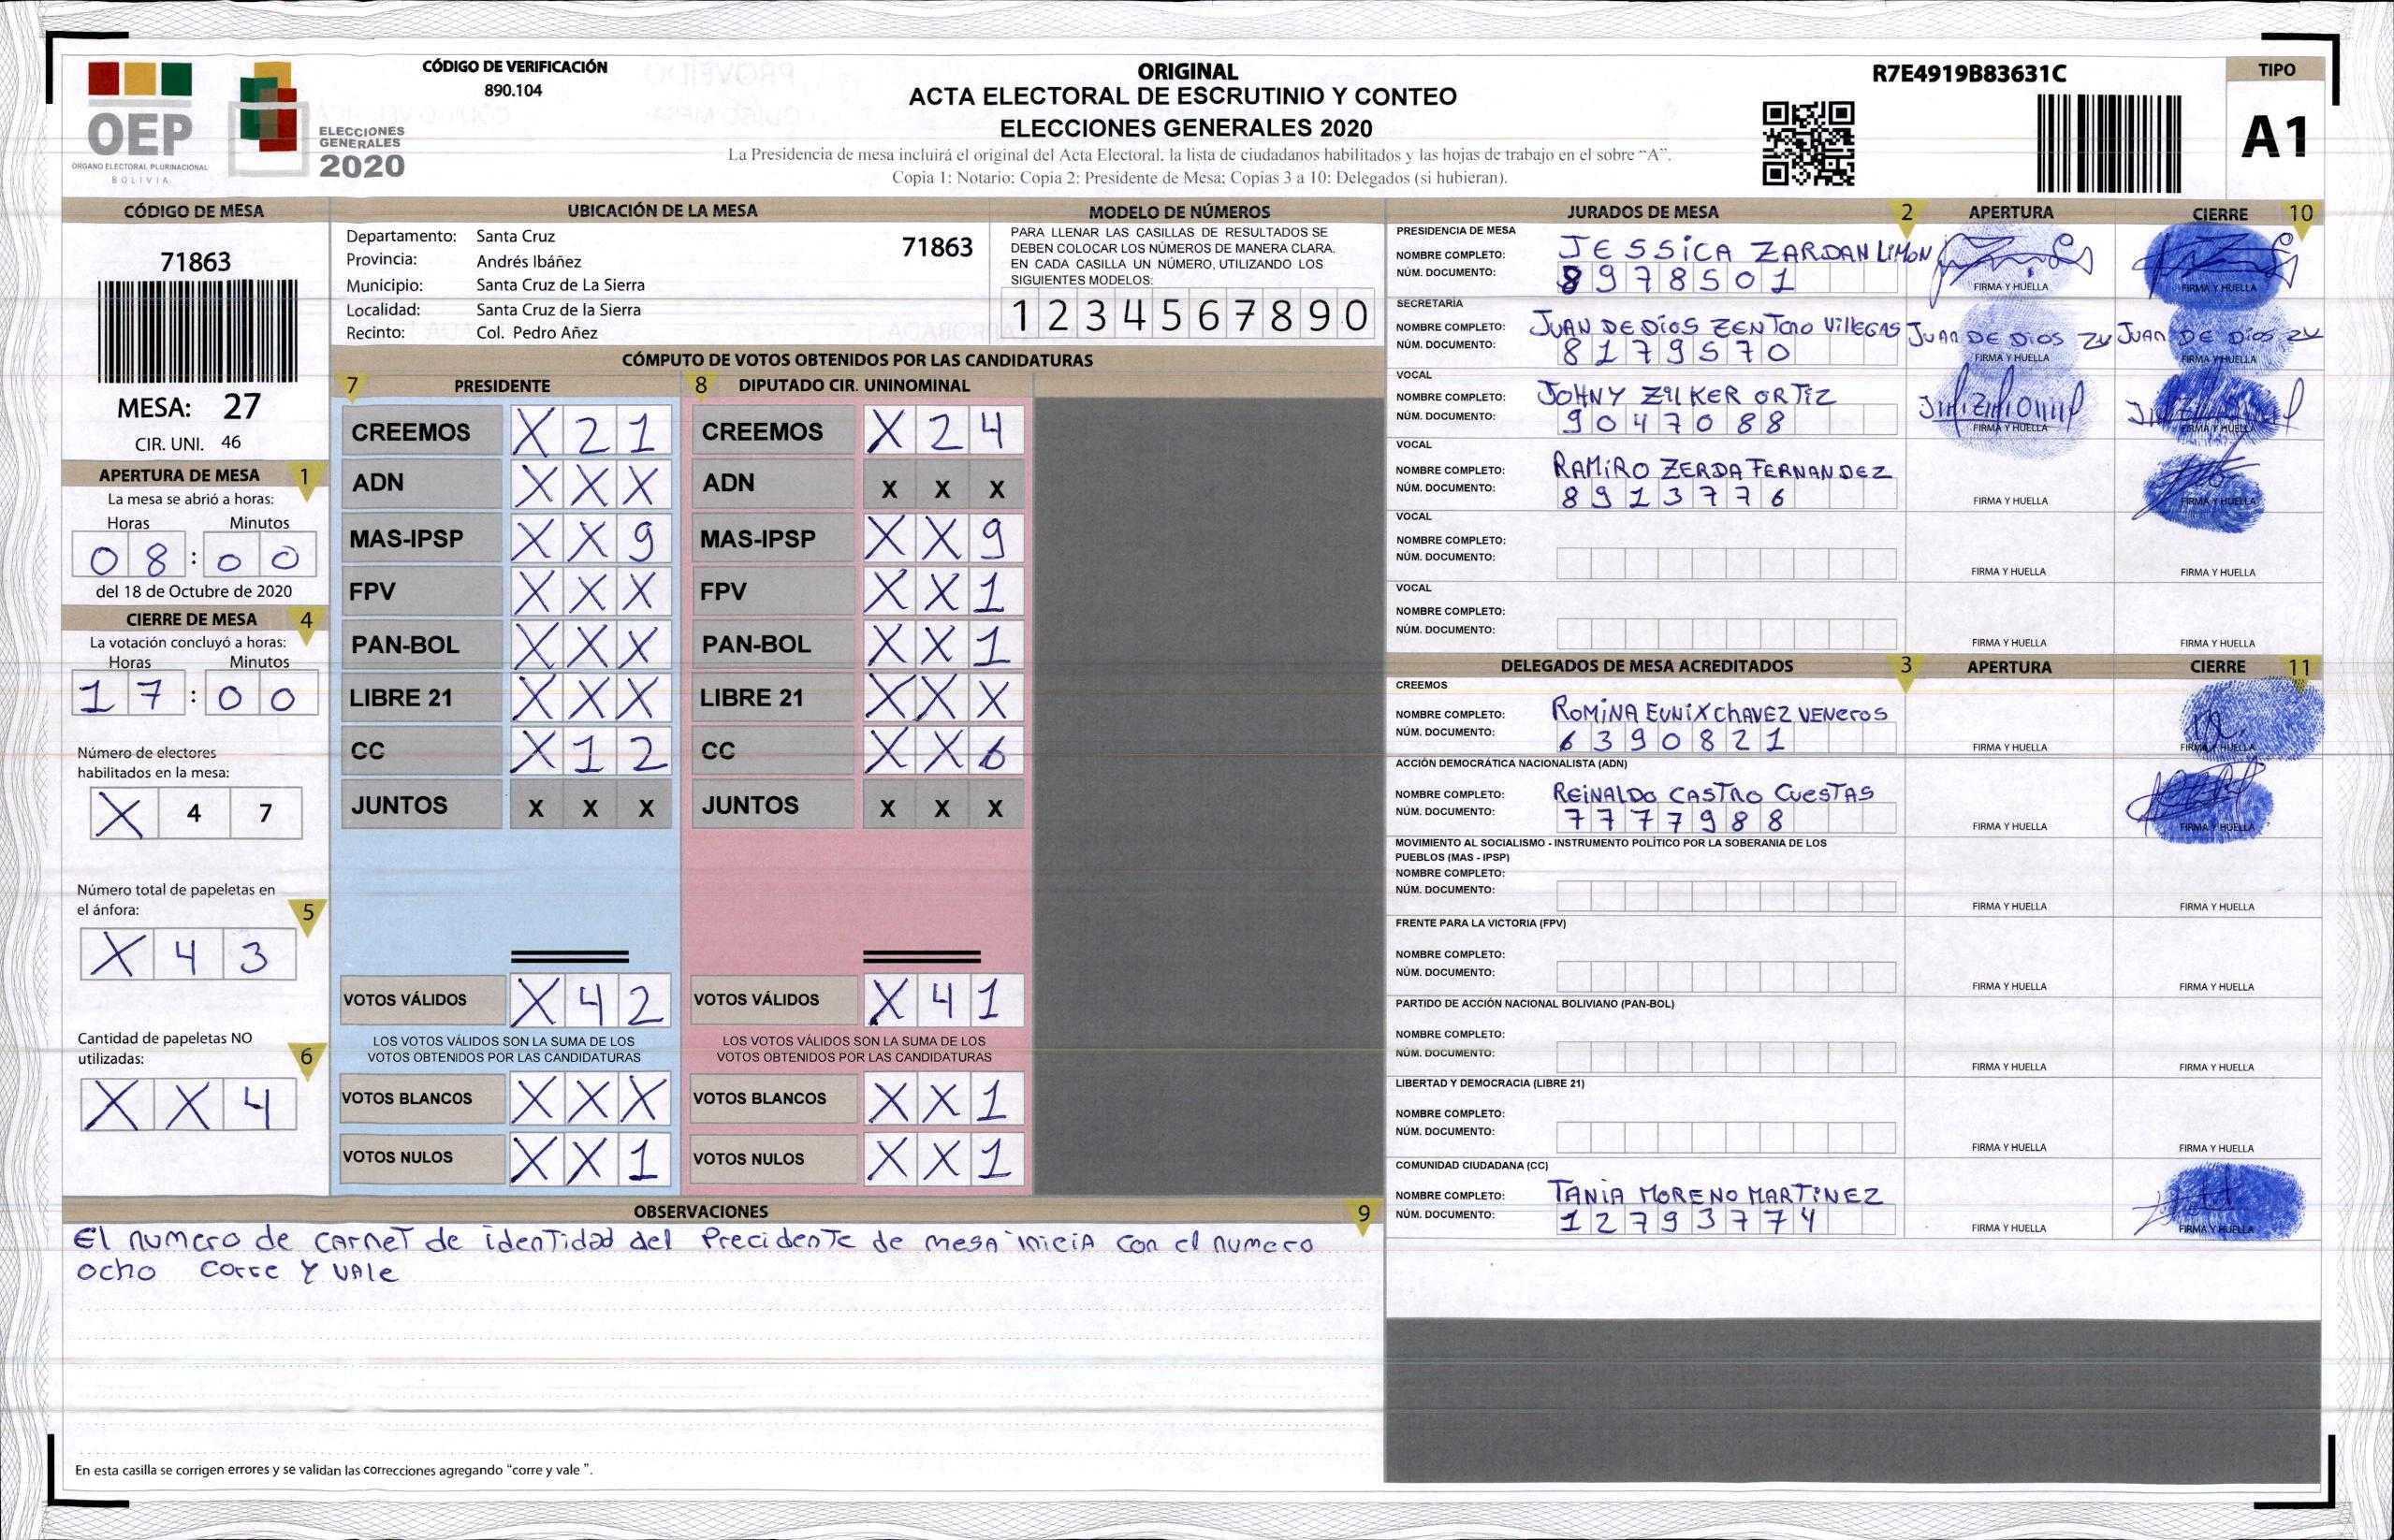 OEP
ÓRGANO ELECTORAL PLURINACIONAL
BOLIVIA
ELECCIONES
GENERALES
2020
CÓDIGO DE VERIFICACIÓN
890.104
ORIGINAL
ACTA ELECTORAL DE ESCRUTINIO Y CONTEO
ELECCIONES GENERALES 2020
La Presidencia de mesa incluirá el original del Acta Electoral, la lista de ciudadanos habilitados y las hojas de trabajo en el sobre “A”.
Copia 1: Notario; Copia 2: Presidente de Mesa; Copias 3 a 10: Delegados (si hubieran).
R7E4919B83631C
TIPO
A1
CÓDIGO DE MESA
71863
MESA: 27
CIR. UNI. 46
APERTURA DE MESA 1
La mesa se abrió a horas:
Horas Minutos
08:00
del 18 de Octubre de 2020
CIERRE DE MESA 4
La votación concluyó a horas:
Horas Minutos
17:00
Número de electores
habilitados en la mesa:
X 4 7
Número total de papeletas en
el ánfora:
5
X 4 3
Cantidad de papeletas NO
utilizadas:
6
X X 4
UBICACIÓN DE LA MESA
Departamento: Santa Cruz
71863
Provincia: Andrés Ibáñez
Municipio: Santa Cruz de La Sierra
Localidad: Santa Cruz de la Sierra
Recinto: Col. Pedro Añez
MODELO DE NÚMEROS
PARA LLENAR LAS CASILLAS DE RESULTADOS SE
DEBEN COLOCAR LOS NÚMEROS DE MANERA CLARA.
EN CADA CASILLA UN NÚMERO, UTILIZANDO LOS
SIGUIENTES MODELOS:
1 2 3 4 5 6 7 8 9 0
CÓMPUTO DE VOTOS OBTENIDOS POR LAS CANDIDATURAS
7 PRESIDENTE
CREEMOS X 2 1
ADN X X X
MAS-IPSP X X 9
FPV X X X
PAN-BOL X X X
LIBRE 21 X X X
CC X 1 2
JUNTOS X X X
VOTOS VÁLIDOS X 4 2
LOS VOTOS VÁLIDOS SON LA SUMA DE LOS
VOTOS OBTENIDOS POR LAS CANDIDATURAS
VOTOS BLANCOS X X X
VOTOS NULOS X X 1
8 DIPUTADO CIR. UNINOMINAL
CREEMOS X 2 4
ADN X X X
MAS-IPSP X X 9
FPV X X 1
PAN-BOL X X 1
LIBRE 21 X X X
CC X X 6
JUNTOS X X X
VOTOS VÁLIDOS X 4 1
LOS VOTOS VÁLIDOS SON LA SUMA DE LOS
VOTOS OBTENIDOS POR LAS CANDIDATURAS
VOTOS BLANCOS X X 1
VOTOS NULOS X X 1
OBSERVACIONES 9
El numero de carnet de identidad del Precidente de mesa inicia con el numero
ocho corre y vale
En esta casilla se corrigen errores y se validan las correcciones agregando “corre y vale ”.
JURADOS DE MESA 2 APERTURA CIERRE 10
PRESIDENCIA DE MESA
NOMBRE COMPLETO: JESSICA ZARDAN LIMON
NÚM. DOCUMENTO: 8978501
FIRMA Y HUELLA FIRMA Y HUELLA
SECRETARIA
NOMBRE COMPLETO: JUAN DE DIOS ZENTENO VILLEGAS JUAN DE DIOS ZV JUAN DE DIOS ZV
NÚM. DOCUMENTO: 8179570
FIRMA Y HUELLA FIRMA Y HUELLA
VOCAL
NOMBRE COMPLETO: JOHNY ZULKER ORTIZ
NÚM. DOCUMENTO: 9047088
FIRMA Y HUELLA FIRMA Y HUELLA
VOCAL
NOMBRE COMPLETO: RAMIRO ZERDA FERNANDEZ
NÚM. DOCUMENTO: 8913776
FIRMA Y HUELLA FIRMA Y HUELLA
VOCAL
NOMBRE COMPLETO:
NÚM. DOCUMENTO:
FIRMA Y HUELLA FIRMA Y HUELLA
VOCAL
NOMBRE COMPLETO:
NÚM. DOCUMENTO:
FIRMA Y HUELLA FIRMA Y HUELLA
DELEGADOS DE MESA ACREDITADOS 3 APERTURA CIERRE 11
CREEMOS
NOMBRE COMPLETO: ROMINA EUNIX CHAVEZ VENEROS
NÚM. DOCUMENTO: 6390821
FIRMA Y HUELLA FIRMA Y HUELLA
ACCIÓN DEMOCRÁTICA NACIONALISTA (ADN)
NOMBRE COMPLETO: REINALDO CASTRO CUESTAS
NÚM. DOCUMENTO: 7777988
FIRMA Y HUELLA FIRMA Y HUELLA
MOVIMIENTO AL SOCIALISMO - INSTRUMENTO POLÍTICO POR LA SOBERANIA DE LOS
PUEBLOS (MAS - IPSP)
NOMBRE COMPLETO:
NÚM. DOCUMENTO:
FIRMA Y HUELLA FIRMA Y HUELLA
FRENTE PARA LA VICTORIA (FPV)
NOMBRE COMPLETO:
NÚM. DOCUMENTO:
FIRMA Y HUELLA FIRMA Y HUELLA
PARTIDO DE ACCIÓN NACIONAL BOLIVIANO (PAN-BOL)
NOMBRE COMPLETO:
NÚM. DOCUMENTO:
FIRMA Y HUELLA FIRMA Y HUELLA
LIBERTAD Y DEMOCRACIA (LIBRE 21)
NOMBRE COMPLETO:
NÚM. DOCUMENTO:
FIRMA Y HUELLA FIRMA Y HUELLA
COMUNIDAD CIUDADANA (CC)
NOMBRE COMPLETO: TANIA MORENO MARTINEZ
NÚM. DOCUMENTO: 12793774
FIRMA Y HUELLA FIRMA Y HUELLA